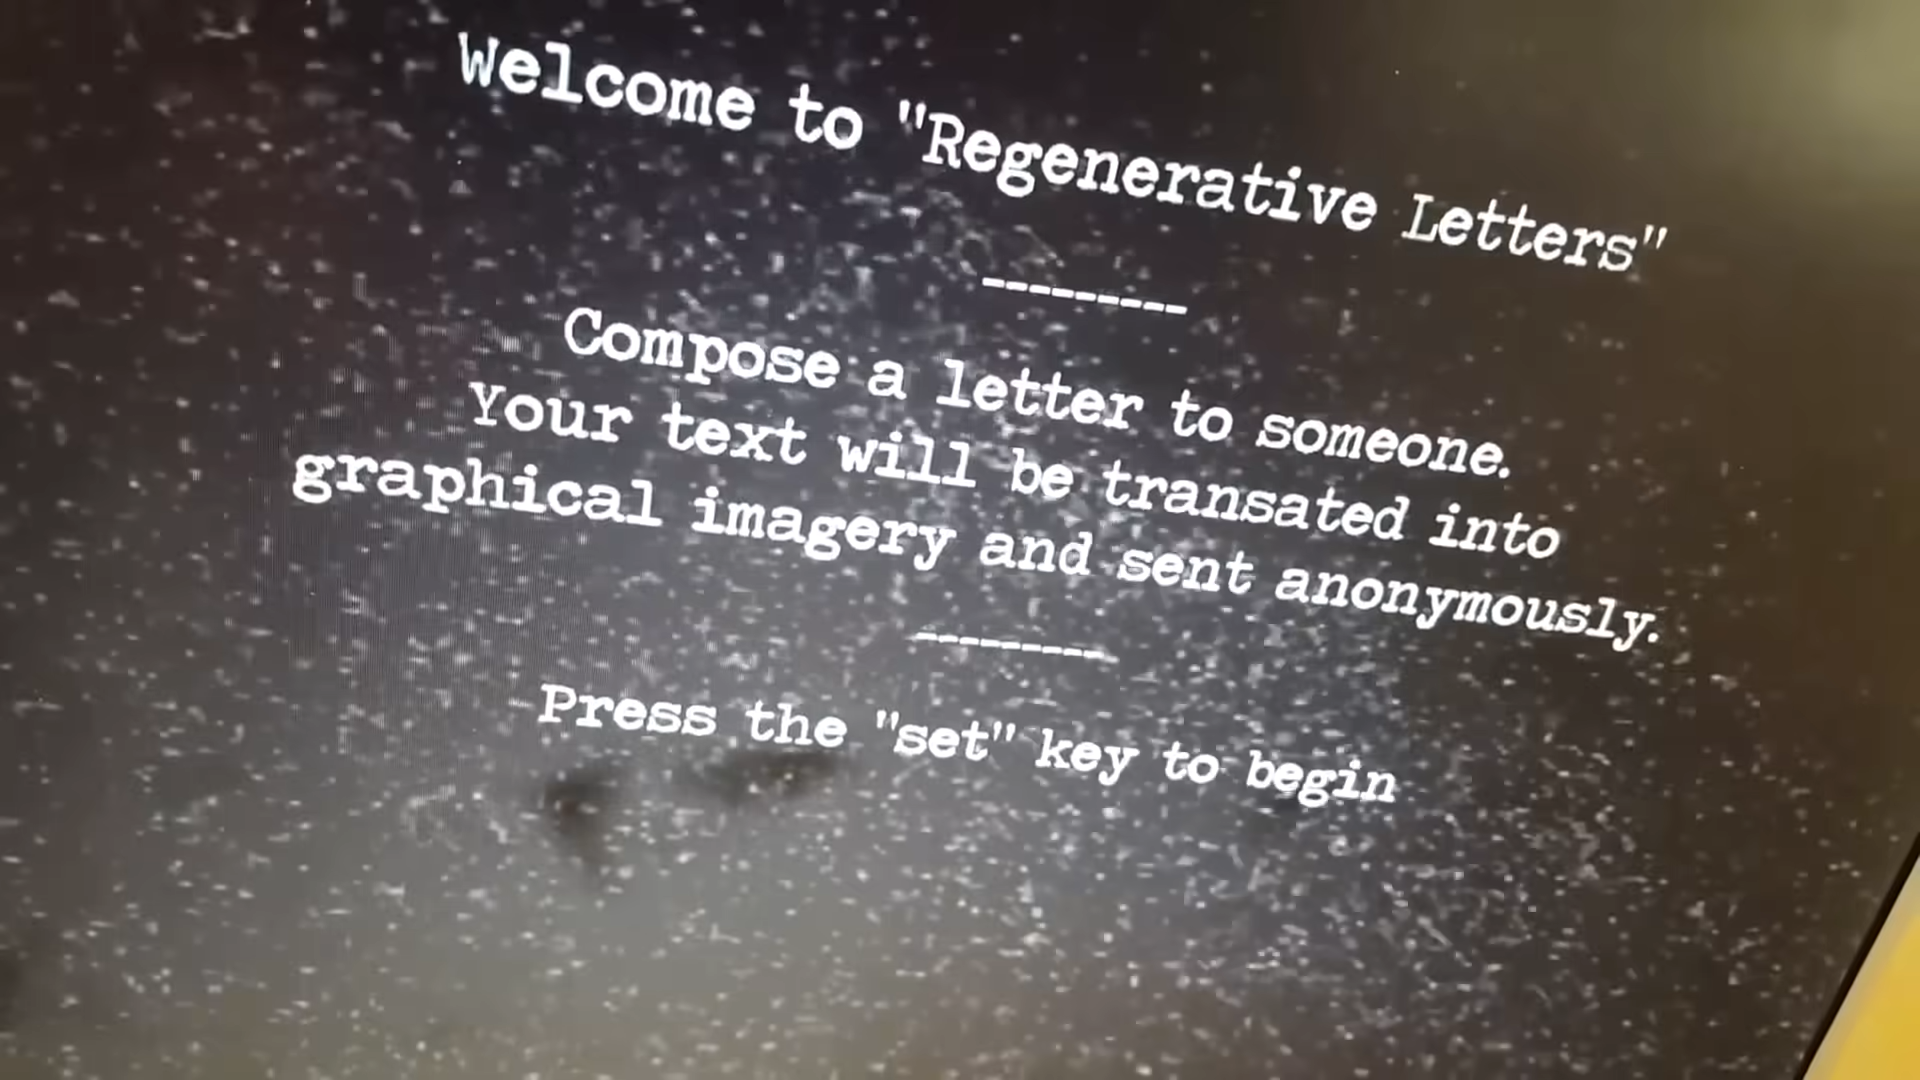 Welcome to "Regenerative Letters"
---------
Compose a letter to someone.
Your text will be transated into
graphical imagery and sent anonymously.
---------
Press the "set" key to begin